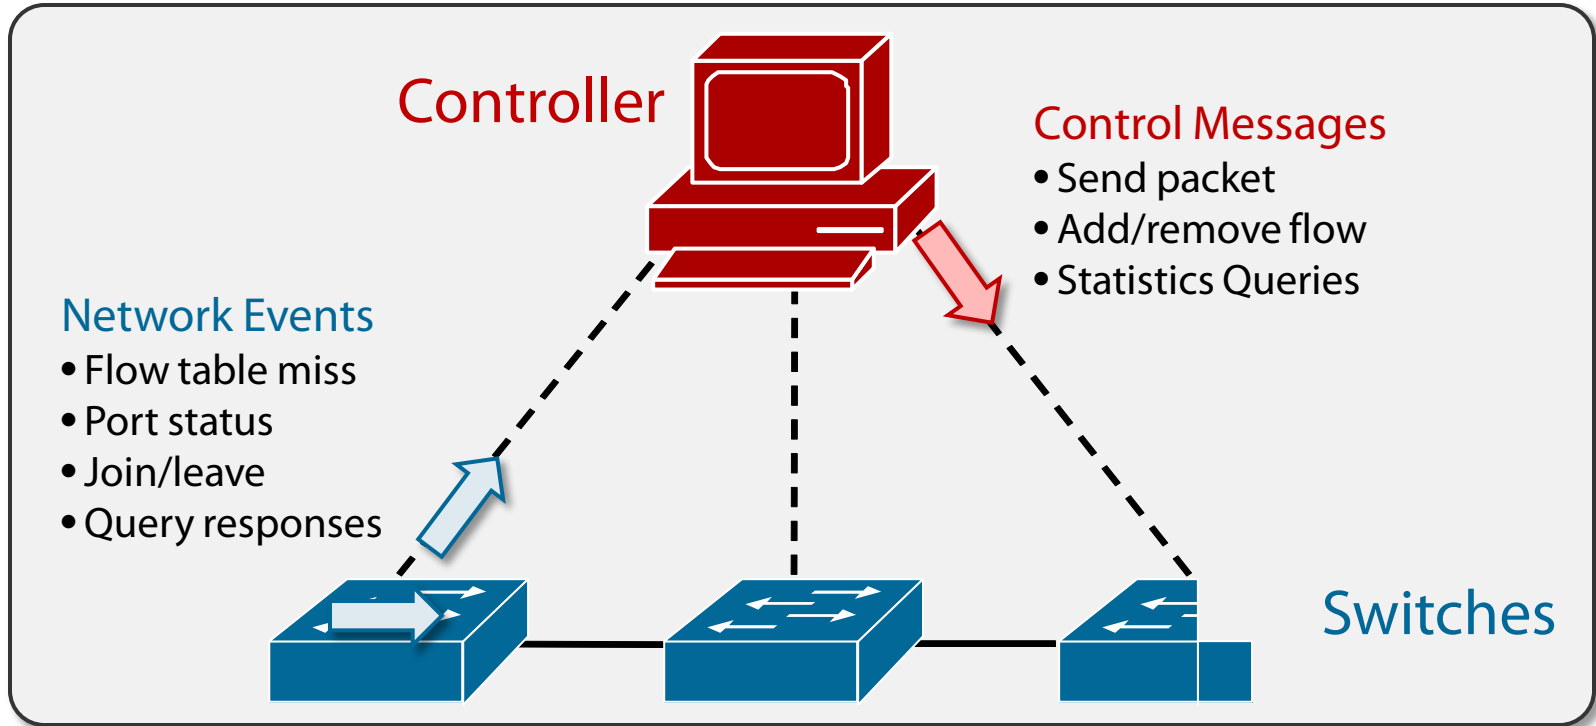 Controller
Control Messages
• Send packet
• Add/remove flow
• Statistics Queries
Network Events
• Flow table miss
• Port status
• Join/leave
• Query responses
Switches